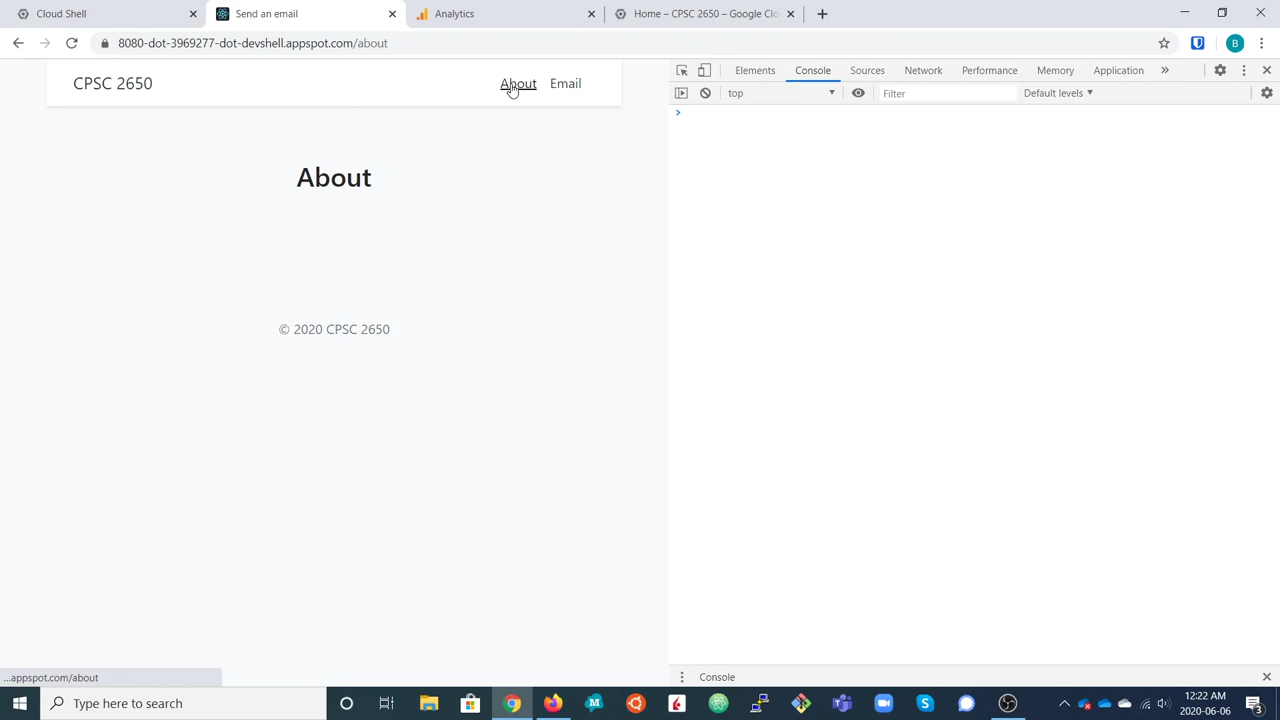 Cloud Shell
Send an email
Analytics
Home – CPSC 2650 – Google Clo
8080-dot-3969277-dot-devshell.appspot.com/about
B
CPSC 2650
About
Email
Elements
Console
Sources
Network
Performance
Memory
Application
top
Filter
Default levels
About
© 2020 CPSC 2650
...appspot.com/about
Console
Type here to search
12:22 AM
2020-06-06
3